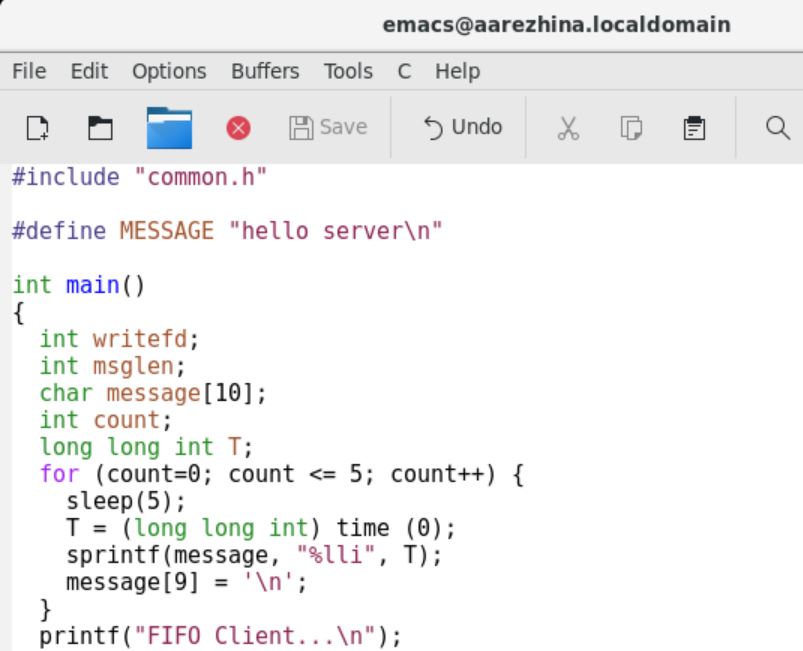 emacs@aarezhina.localdomain
File Edit Options Buffers Tools C Help
Save Undo
#include "common.h"
#define MESSAGE "hello server\n"
int main()
{
  int writefd;
  int msglen;
  char message[10];
  int count;
  long long int T;
  for (count=0; count <= 5; count++) {
    sleep(5);
    T = (long long int) time (0);
    sprintf(message, "%lli", T);
    message[9] = '\n';
  }
  printf("FIFO Client...\n");